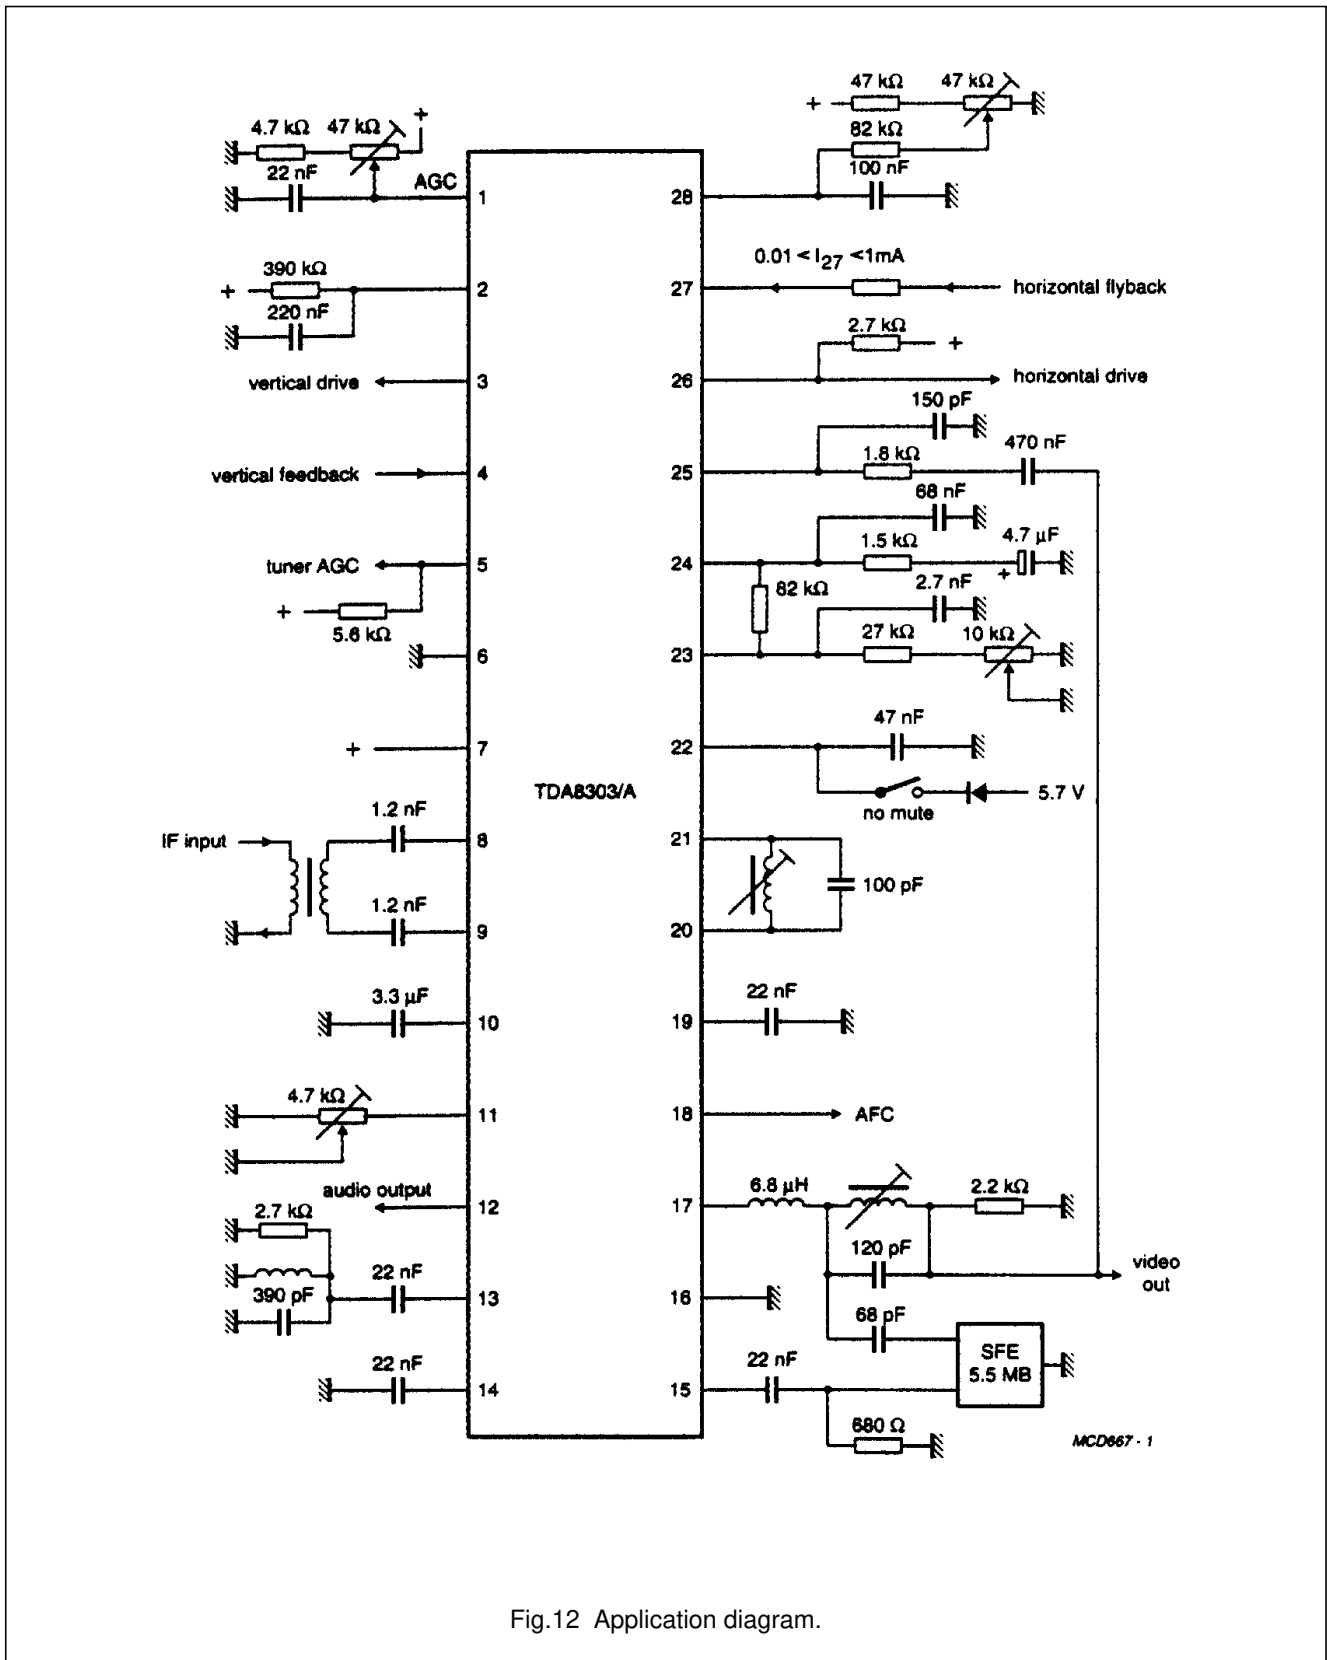 47 kΩ 47 kΩ
+
82 kΩ
100 nF
28
4.7 kΩ 47 kΩ
+
22 nF
AGC
1
0.01 < I27 < 1mA
27
horizontal flyback
390 kΩ
+
2
220 nF
2.7 kΩ
+
vertical drive
3
26
horizontal drive
150 pF
470 nF
vertical feedback
4
25
1.8 kΩ
68 nF
tuner AGC
5
24
1.5 kΩ
4.7 µF
+
+
5.6 kΩ
82 kΩ
2.7 nF
6
23
27 kΩ
10 kΩ
47 nF
+
7
22
TDA8303/A
no mute
5.7 V
1.2 nF
IF input
8
21
100 pF
1.2 nF
9
20
3.3 µF
22 nF
10
19
4.7 kΩ
11
18
AFC
audio output
12
17
6.8 µH
2.2 kΩ
2.7 kΩ
120 pF
video
out
390 pF
22 nF
13
16
68 pF
SFE
5.5 MB
22 nF
22 nF
14
15
680 Ω
MCD667 - 1
Fig.12 Application diagram.